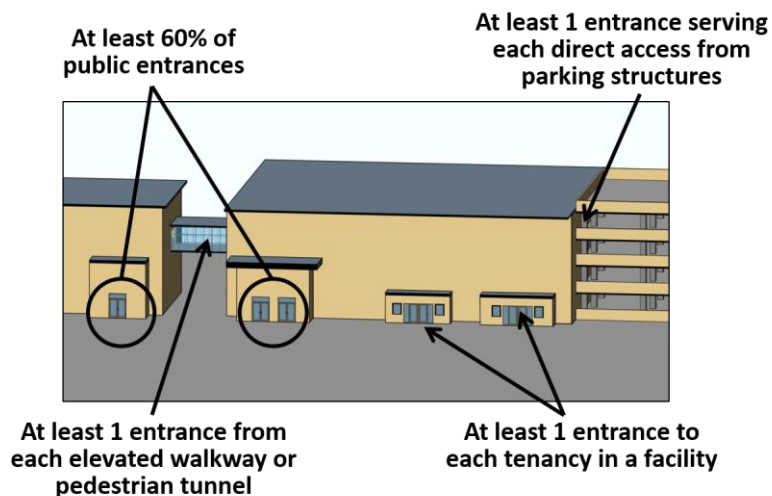 At least 60% of
public entrances
At least 1 entrance serving
each direct access from
parking structures
At least 1 entrance from
each elevated walkway or
pedestrian tunnel
At least 1 entrance to
each tenancy in a facility